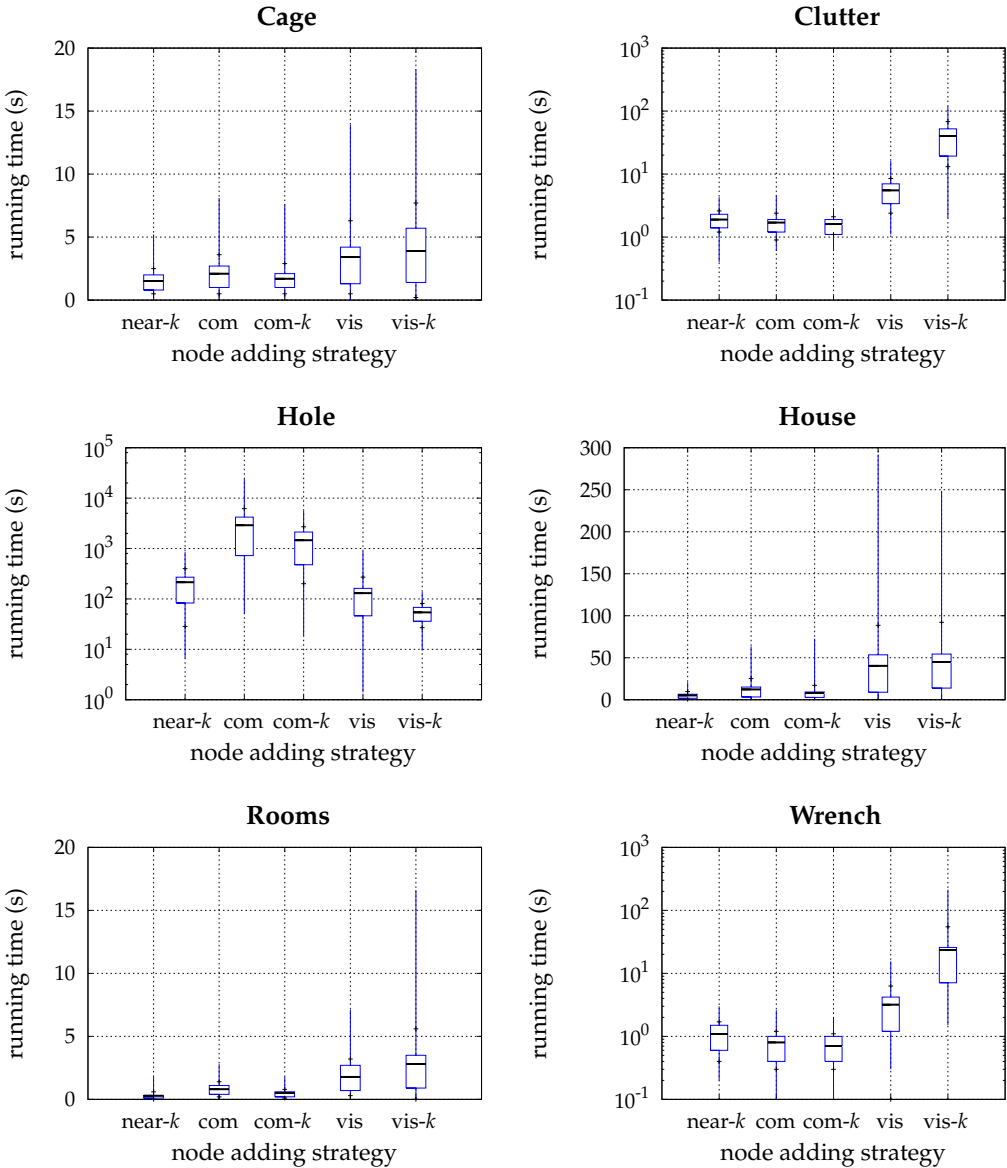 Cage
running time (s)
20
15
10
5
0
near-k com com-k vis vis-k
node adding strategy
Clutter
running time (s)
10^3
10^2
10^1
10^0
10^-1
near-k com com-k vis vis-k
node adding strategy
Hole
running time (s)
10^5
10^4
10^3
10^2
10^1
10^0
near-k com com-k vis vis-k
node adding strategy
House
running time (s)
300
250
200
150
100
50
0
near-k com com-k vis vis-k
node adding strategy
Rooms
running time (s)
20
15
10
5
0
near-k com com-k vis vis-k
node adding strategy
Wrench
running time (s)
10^3
10^2
10^1
10^0
10^-1
near-k com com-k vis vis-k
node adding strategy